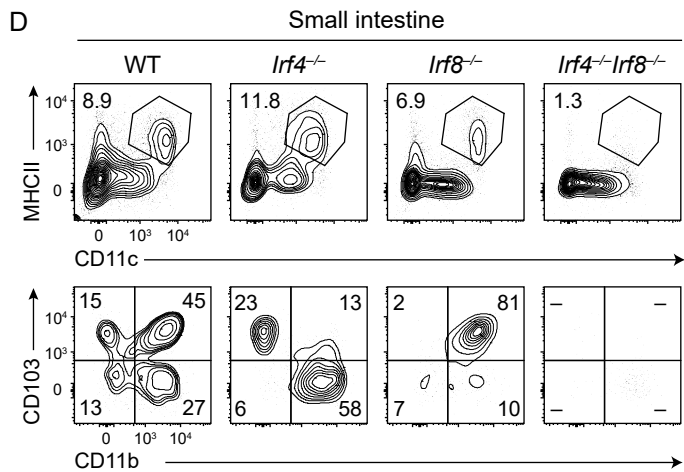 D
Small intestine
WT Irf4–/– Irf8–/– Irf4–/–Irf8–/–
8.9 11.8 6.9 1.3
10⁴
10³
0
MHCII
0 10³ 10⁴
CD11c
15 45 23 13 2 81 – –
10⁴
10³
0
CD103
13 27 6 58 7 10 – –
0 10³ 10⁴
CD11b